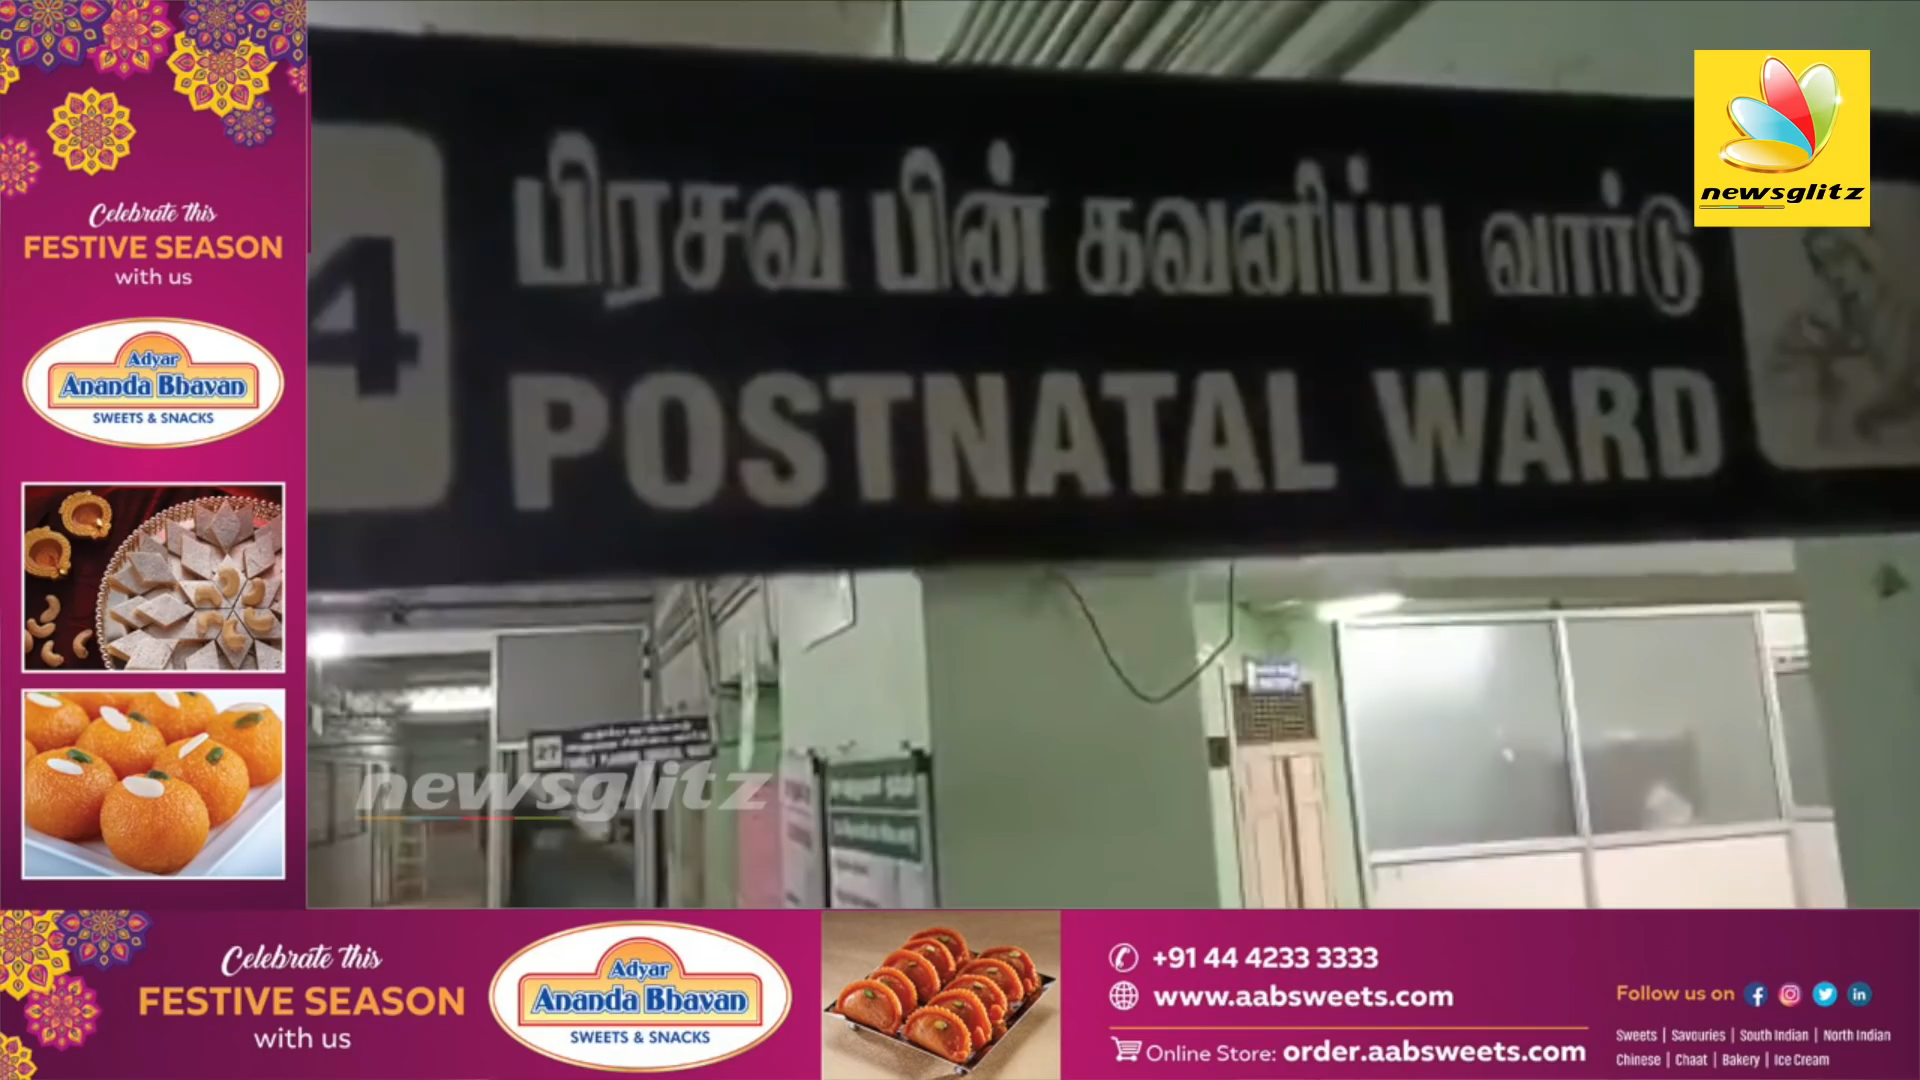 Celebrate this
FESTIVE SEASON
with us
Adyar
Ananda Bhavan
SWEETS & SNACKS
newsglitz
4
பிரசவ பின் கவனிப்பு வார்டு
POSTNATAL WARD
27
newsglitz
Celebrate this
FESTIVE SEASON
with us
Adyar
Ananda Bhavan
SWEETS & SNACKS
+91 44 4233 3333
www.aabsweets.com
Online Store: order.aabsweets.com
Follow us on
Sweets | Savouries | South Indian | North Indian
Chinese | Chaat | Bakery | Ice Cream